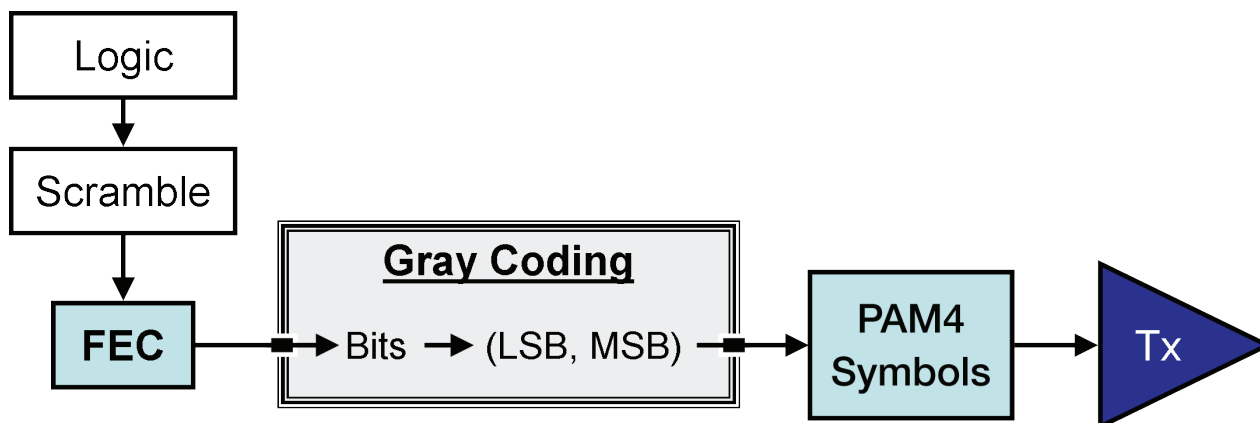 Logic
Scramble
FEC
Gray Coding
Bits
(LSB, MSB)
PAM4
Symbols
Tx